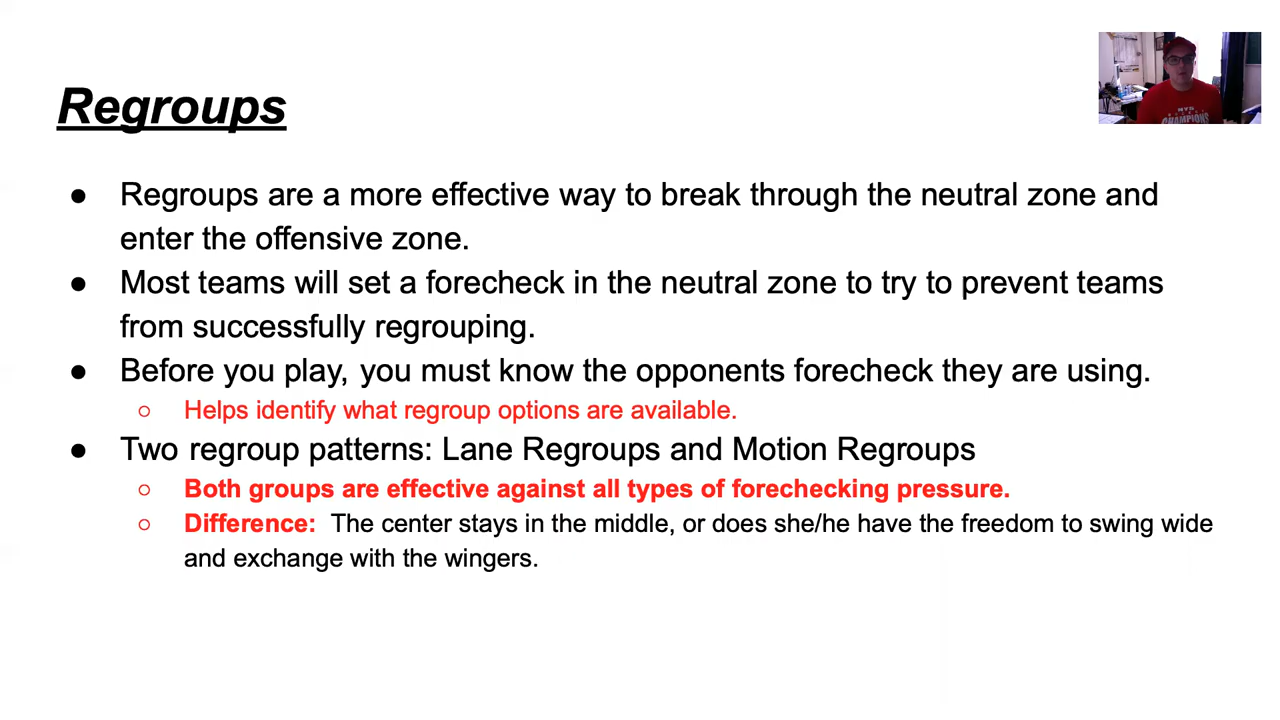 Regroups
● Regroups are a more effective way to break through the neutral zone and
enter the offensive zone.
● Most teams will set a forecheck in the neutral zone to try to prevent teams
from successfully regrouping.
● Before you play, you must know the opponents forecheck they are using.
○ Helps identify what regroup options are available.
● Two regroup patterns: Lane Regroups and Motion Regroups
○ Both groups are effective against all types of forechecking pressure.
○ Difference: The center stays in the middle, or does she/he have the freedom to swing wide
and exchange with the wingers.
CHAMPIONS